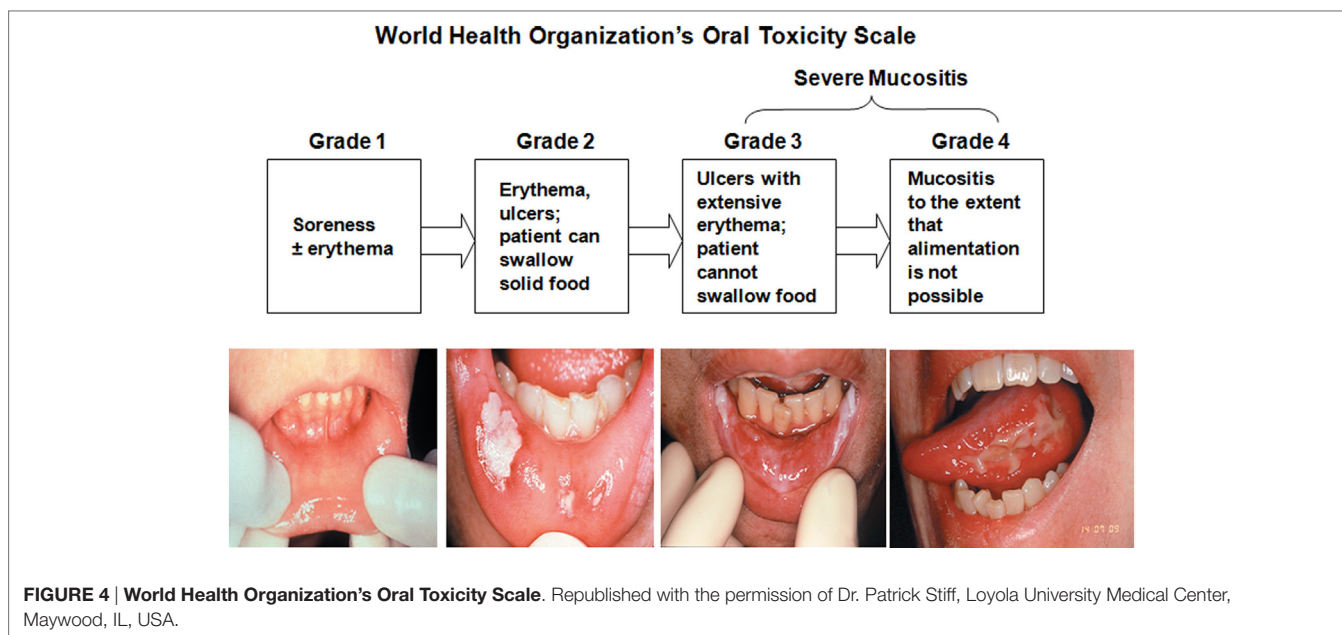 World Health Organization's Oral Toxicity Scale
Severe Mucositis
Grade 1
Grade 2
Grade 3
Grade 4
Soreness
± erythema
Erythema,
ulcers;
patient can
swallow
solid food
Ulcers with
extensive
erythema;
patient
cannot
swallow food
Mucositis
to the extent
that
alimentation
is not
possible
14 07 09
FIGURE 4 | World Health Organization's Oral Toxicity Scale. Republished with the permission of Dr. Patrick Stiff, Loyola University Medical Center,
Maywood, IL, USA.